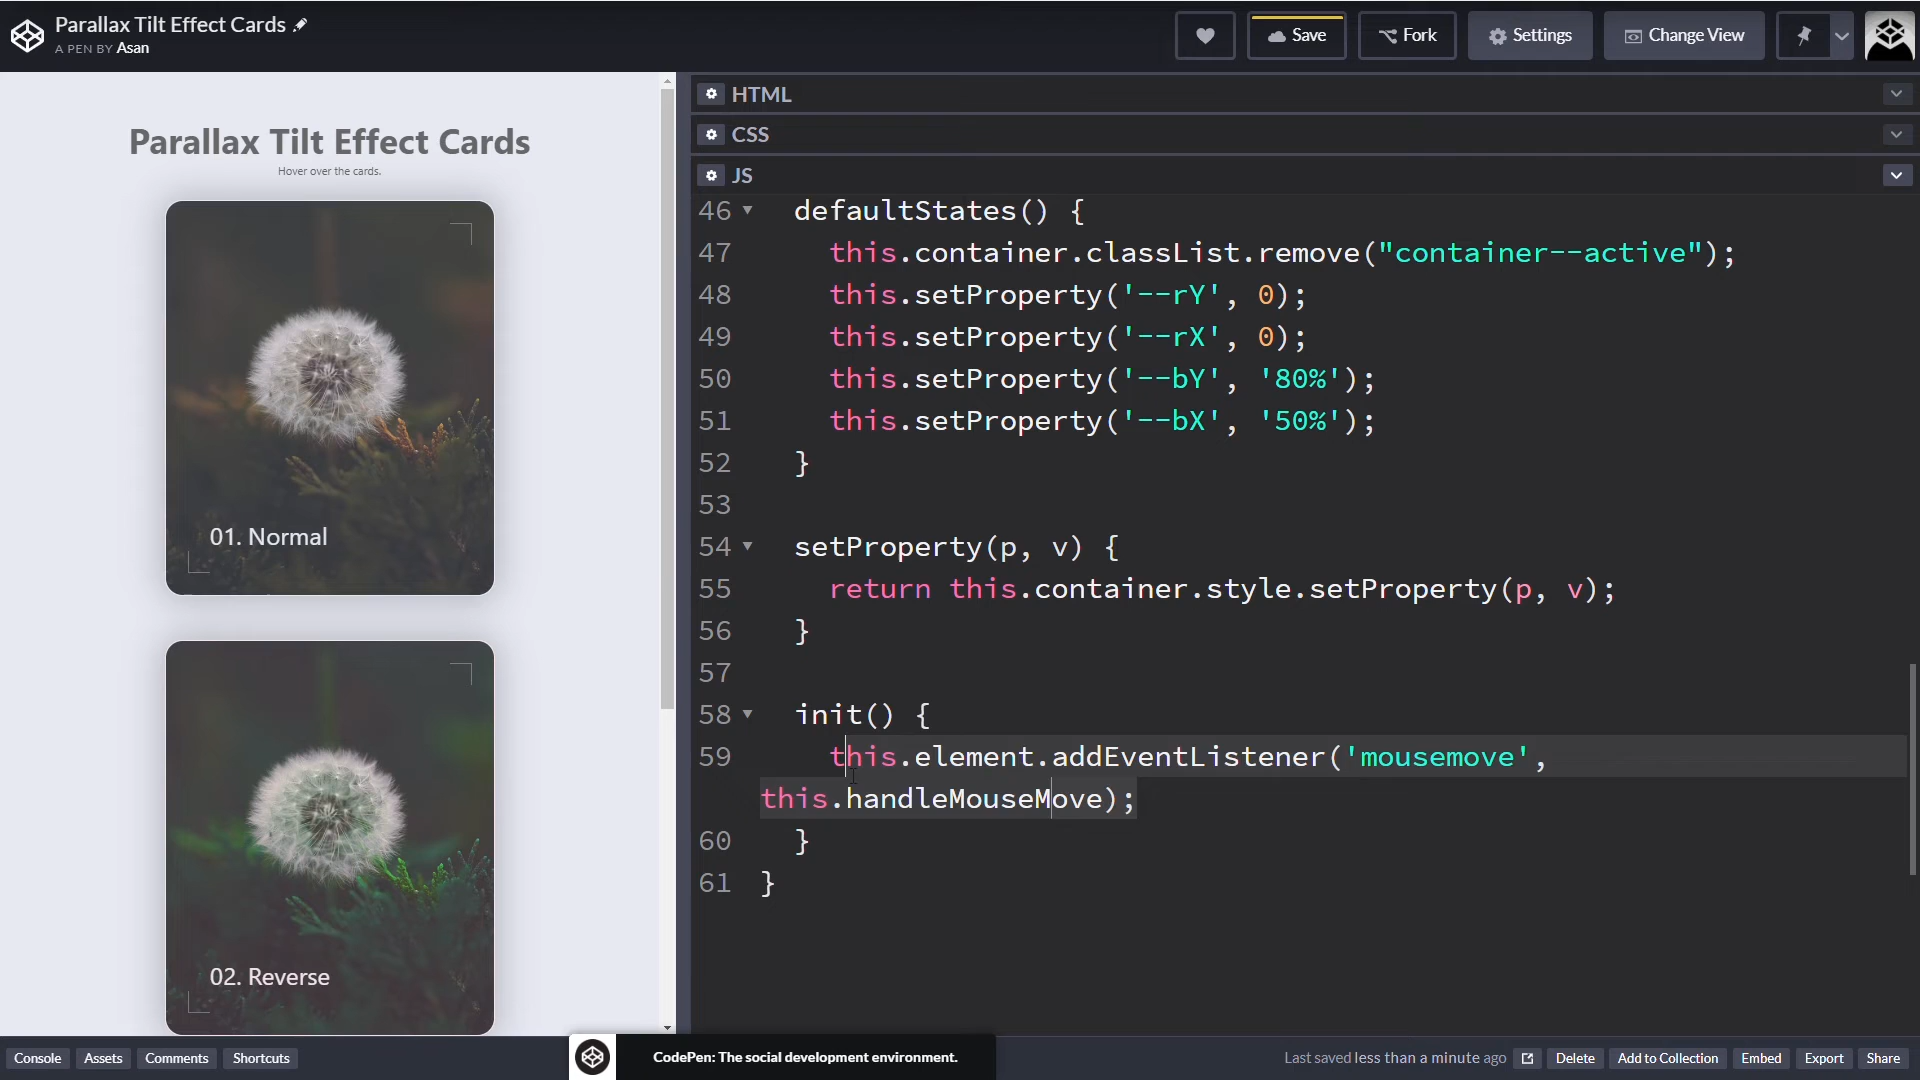 Parallax Tilt Effect Cards
A PEN BY Asan
Save
Fork
Settings
Change View
Parallax Tilt Effect Cards
Hover over the cards.
01. Normal
02. Reverse
HTML
CSS
JS
46 defaultStates() {
47 this.container.classList.remove("container--active");
48 this.setProperty('--rY', 0);
49 this.setProperty('--rX', 0);
50 this.setProperty('--bY', '80%');
51 this.setProperty('--bX', '50%');
52 }
53
54 setProperty(p, v) {
55 return this.container.style.setProperty(p, v);
56 }
57
58 init() {
59 this.element.addEventListener('mousemove',
this.handleMouseMove);
60 }
61 }
Console
Assets
Comments
Shortcuts
CodePen: The social development environment.
Last saved less than a minute ago
Delete
Add to Collection
Embed
Export
Share